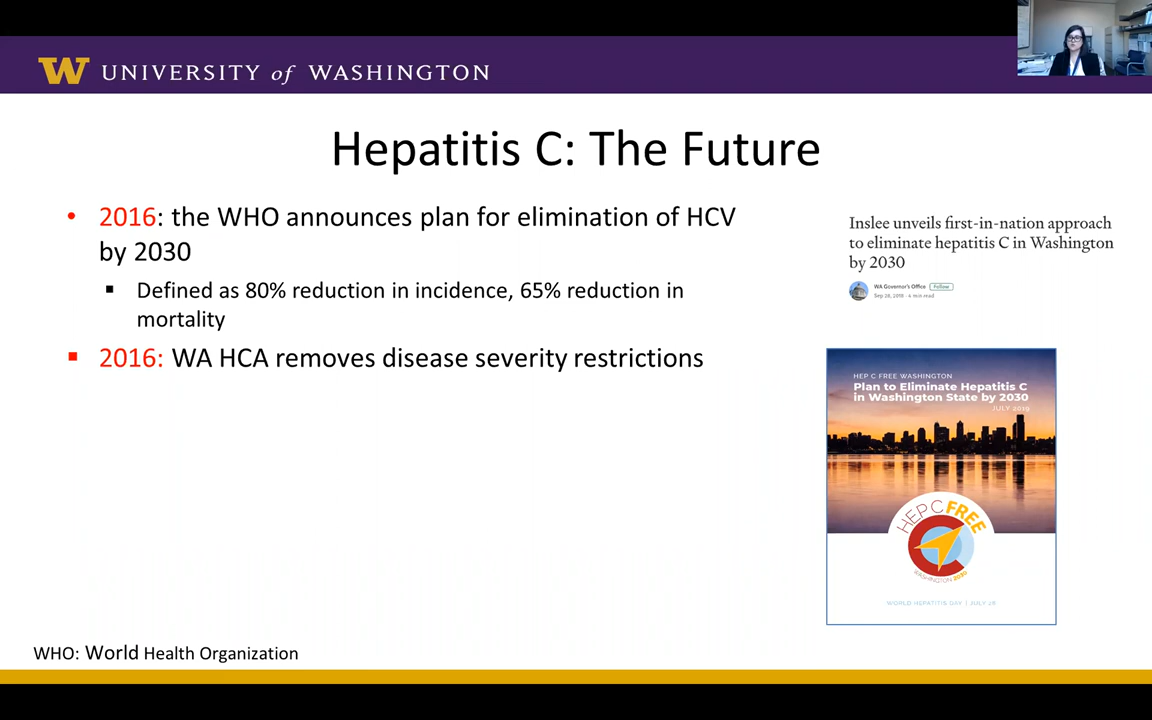 W UNIVERSITY of WASHINGTON
Hepatitis C: The Future
• 2016: the WHO announces plan for elimination of HCV
by 2030
▪ Defined as 80% reduction in incidence, 65% reduction in
mortality
▪ 2016: WA HCA removes disease severity restrictions
Inslee unveils first-in-nation approach
to eliminate hepatitis C in Washington
by 2030
WA Governor's Office Follow
Sep 28, 2018 · 4 min read
HEP C FREE WASHINGTON
Plan to Eliminate Hepatitis C
in Washington State by 2030
JULY 2019
HEP C FREE
WASHINGTON 2030
WORLD HEPATITIS DAY | JULY 28
WHO: World Health Organization